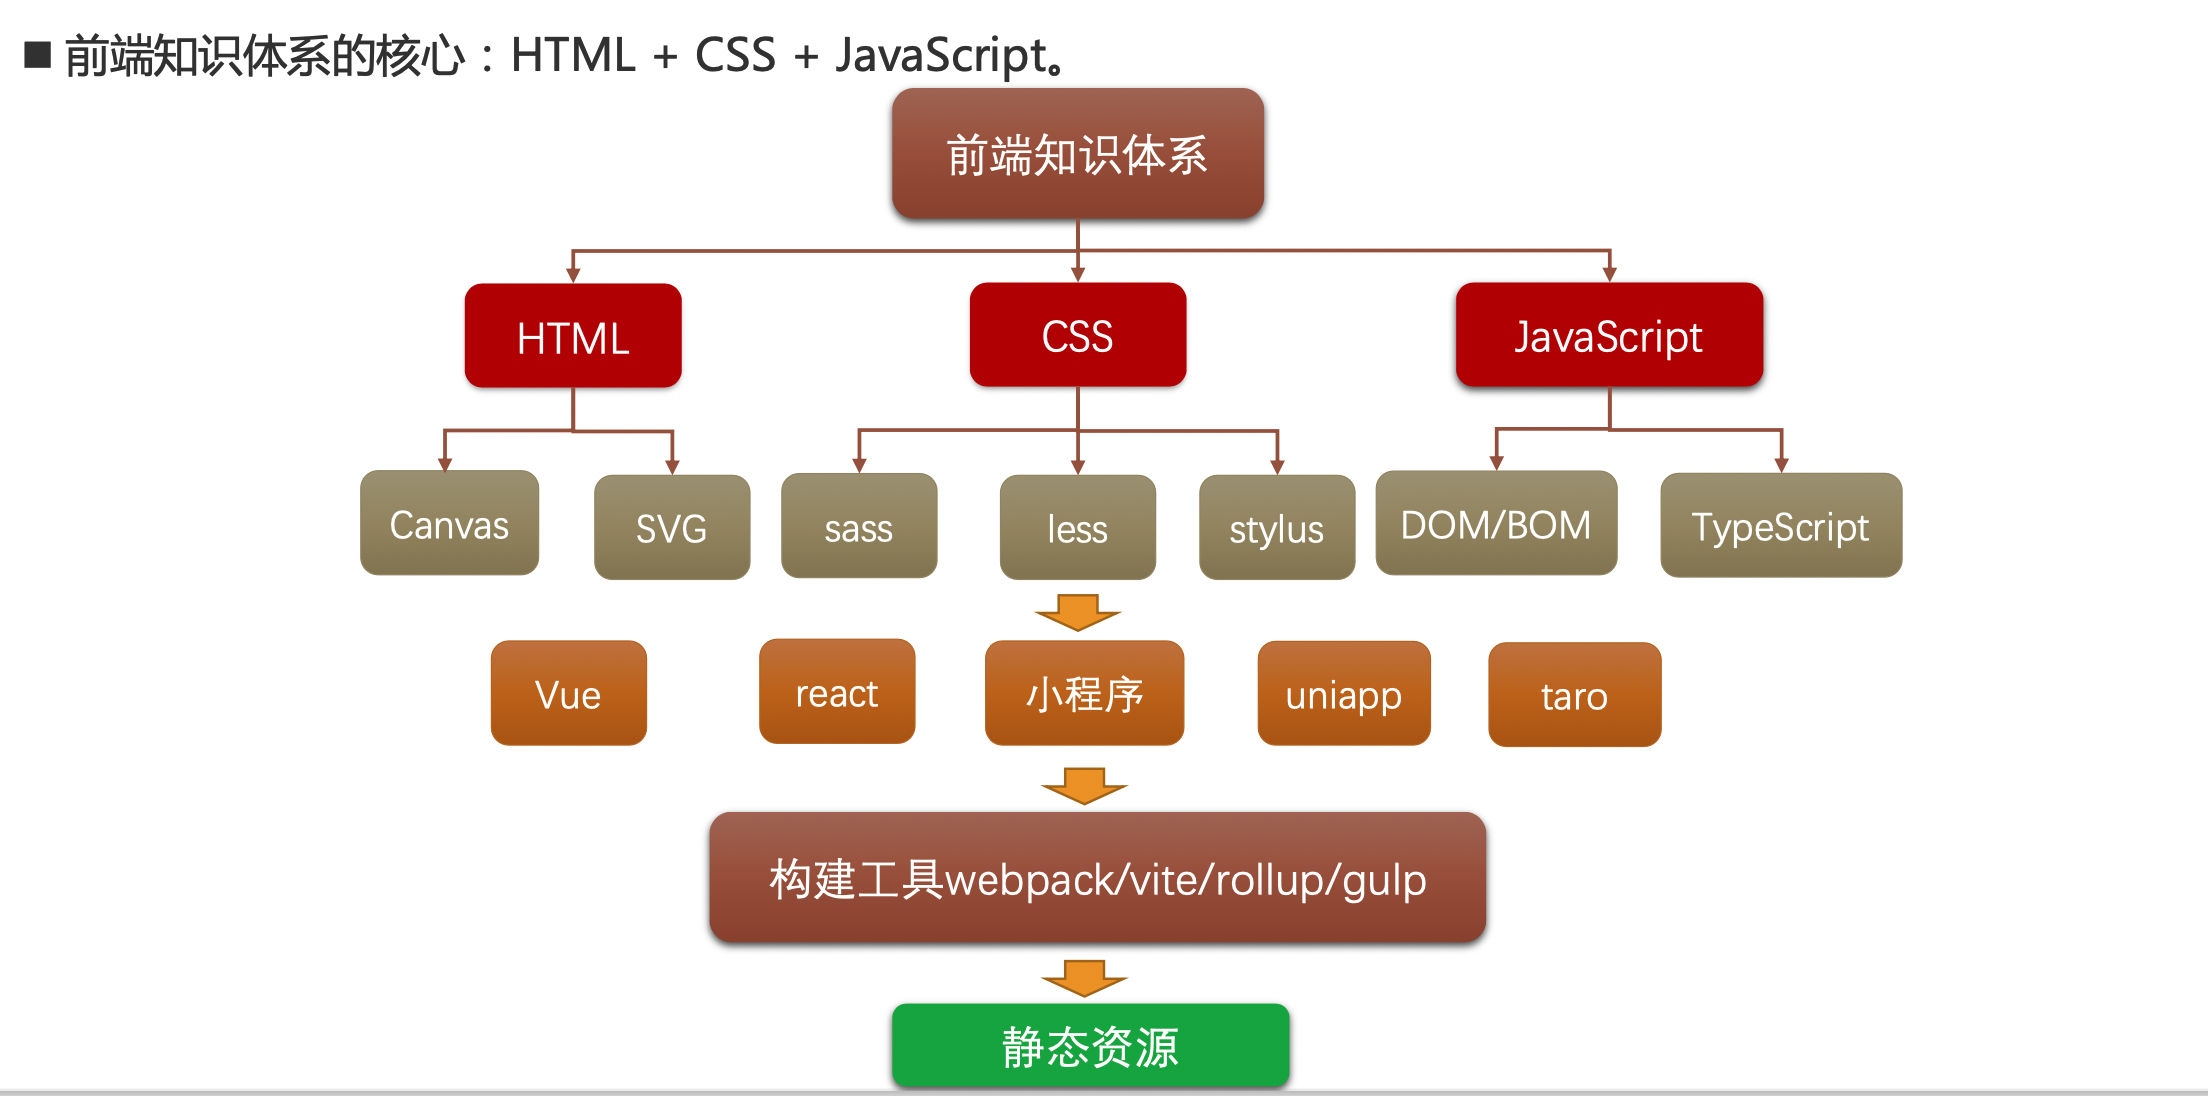 ■ 前端知识体系的核心：HTML + CSS + JavaScript。
前端知识体系
HTML
CSS
JavaScript
Canvas
SVG
sass
less
stylus
DOM/BOM
TypeScript
Vue
react
小程序
uniapp
taro
构建工具webpack/vite/rollup/gulp
静态资源